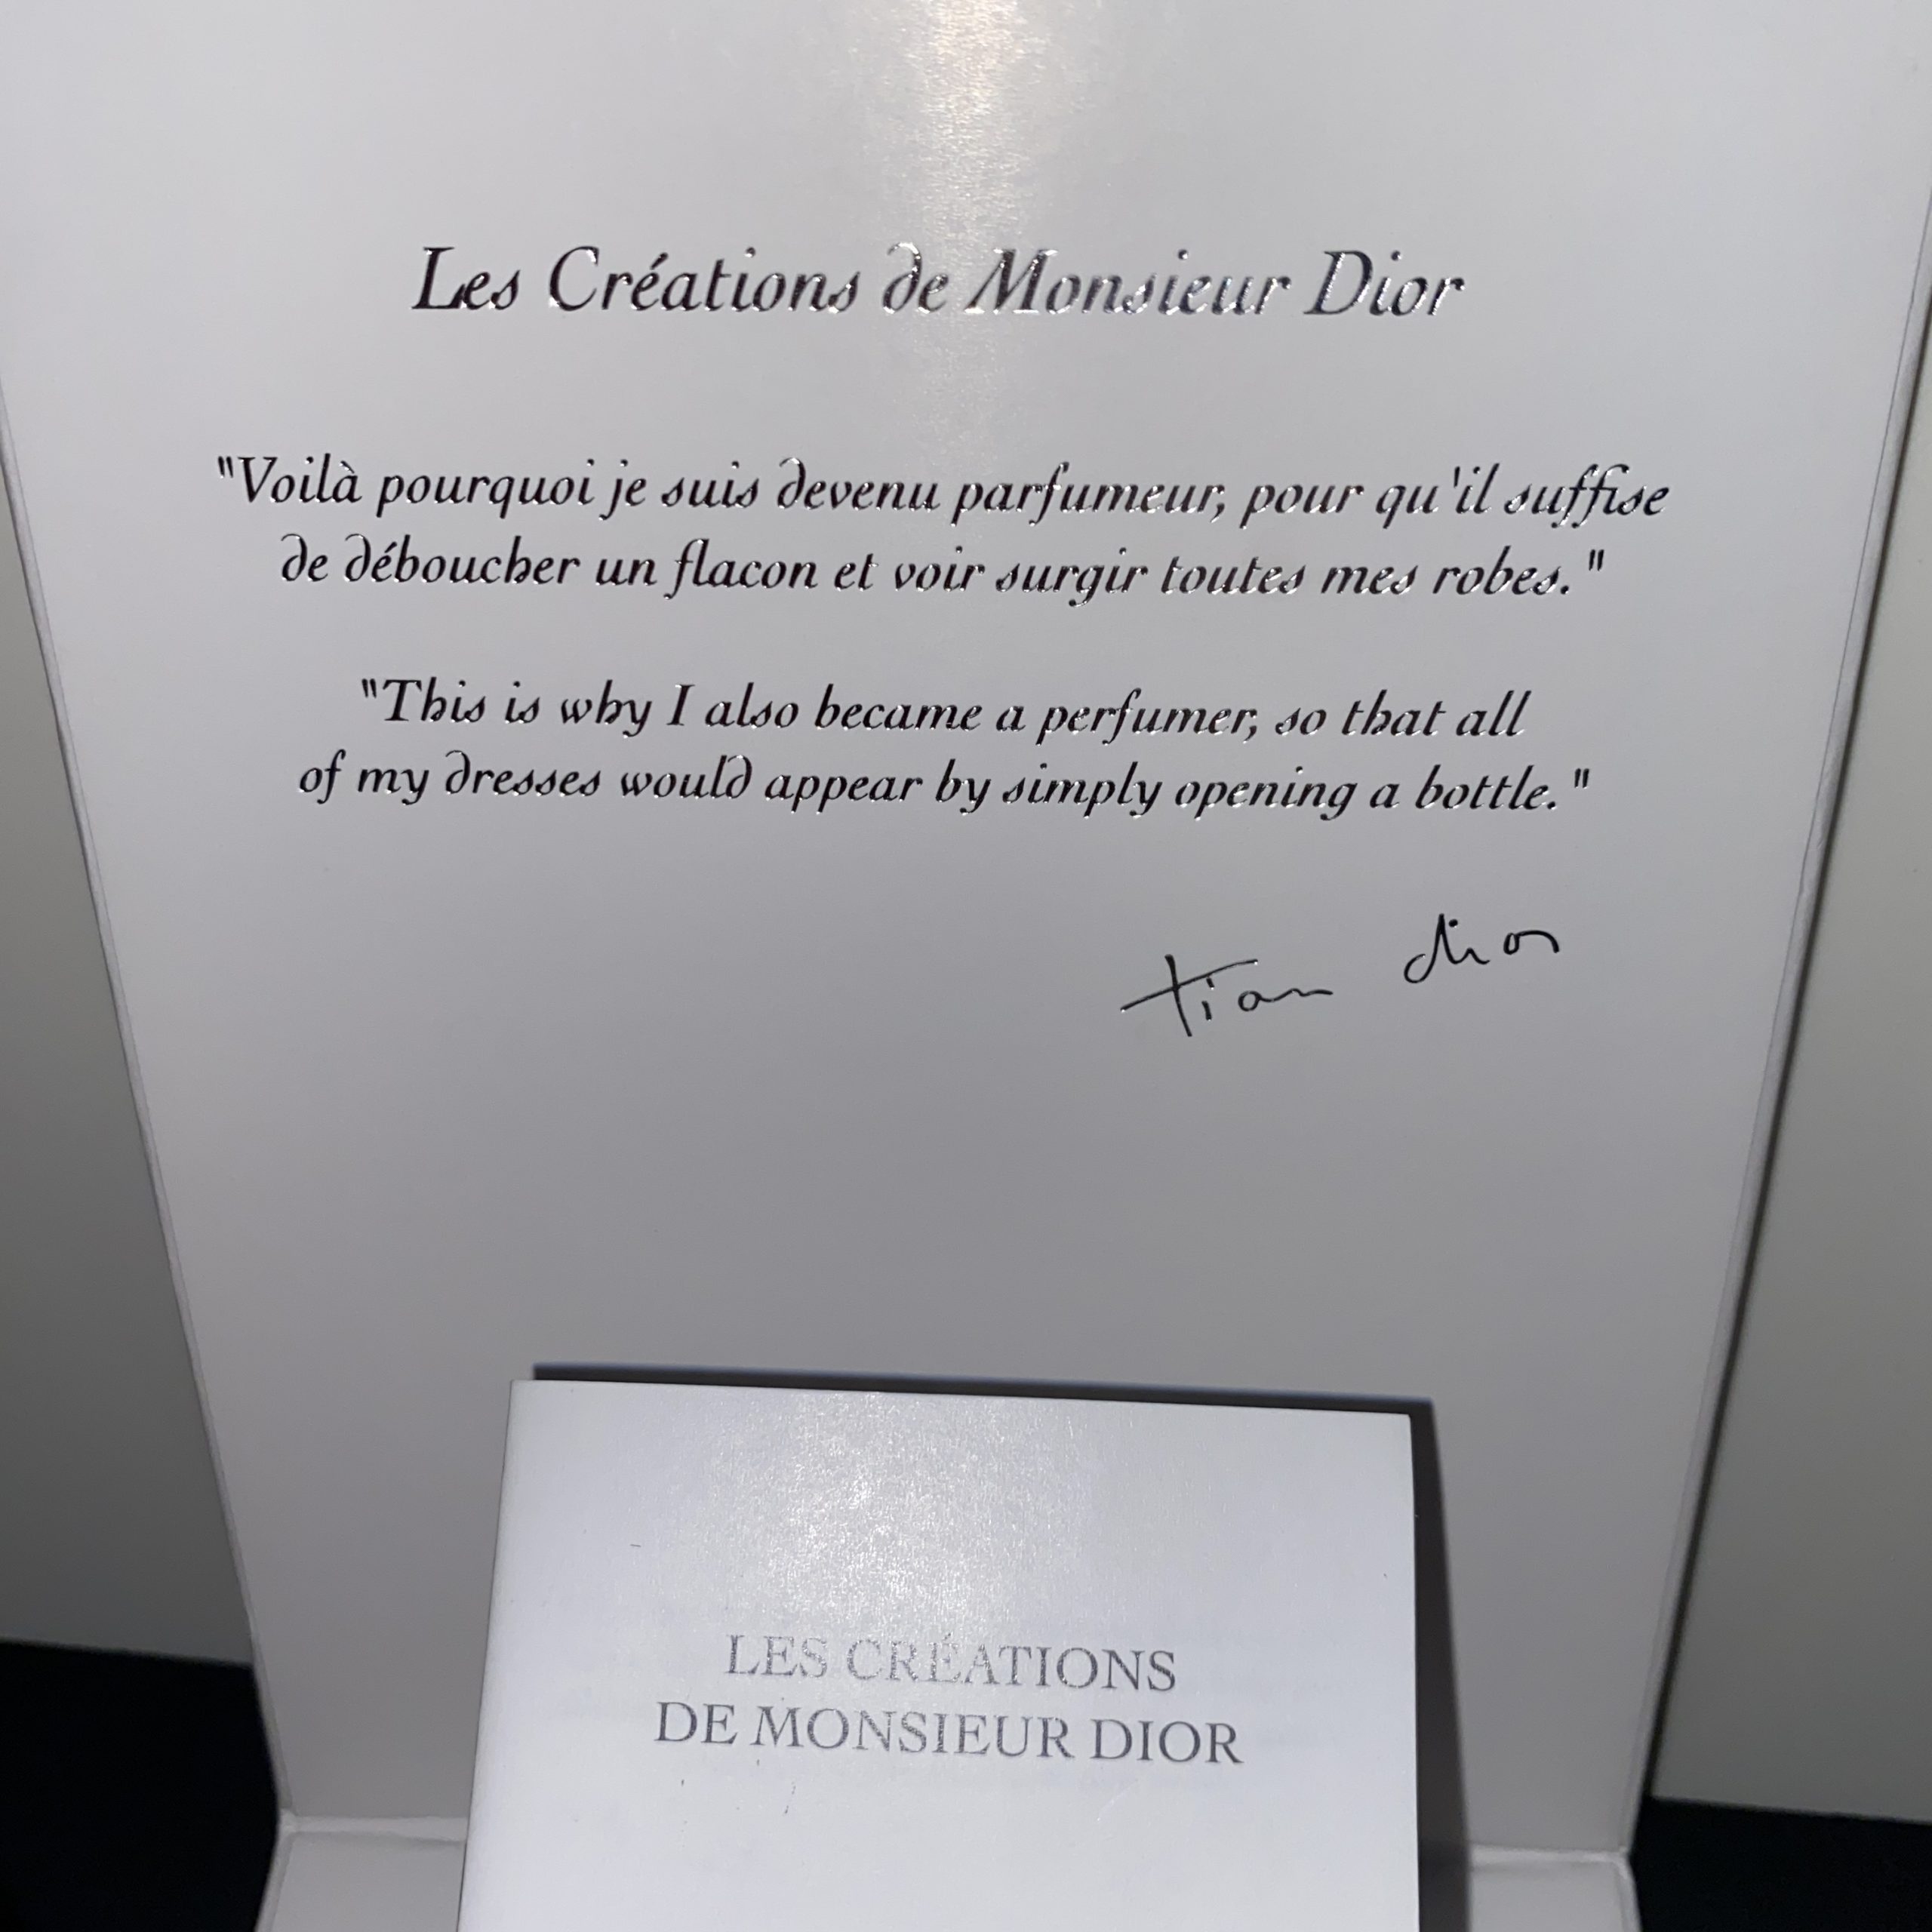 Les Créations de Monsieur Dior
"Voilà pourquoi je suis devenu parfumeur, pour qu'il suffise
de déboucher un flacon et voir surgir toutes mes robes."
"This is why I also became a perfumer, so that all
of my dresses would appear by simply opening a bottle."
tian dior
LES CRÉATIONS
DE MONSIEUR DIOR